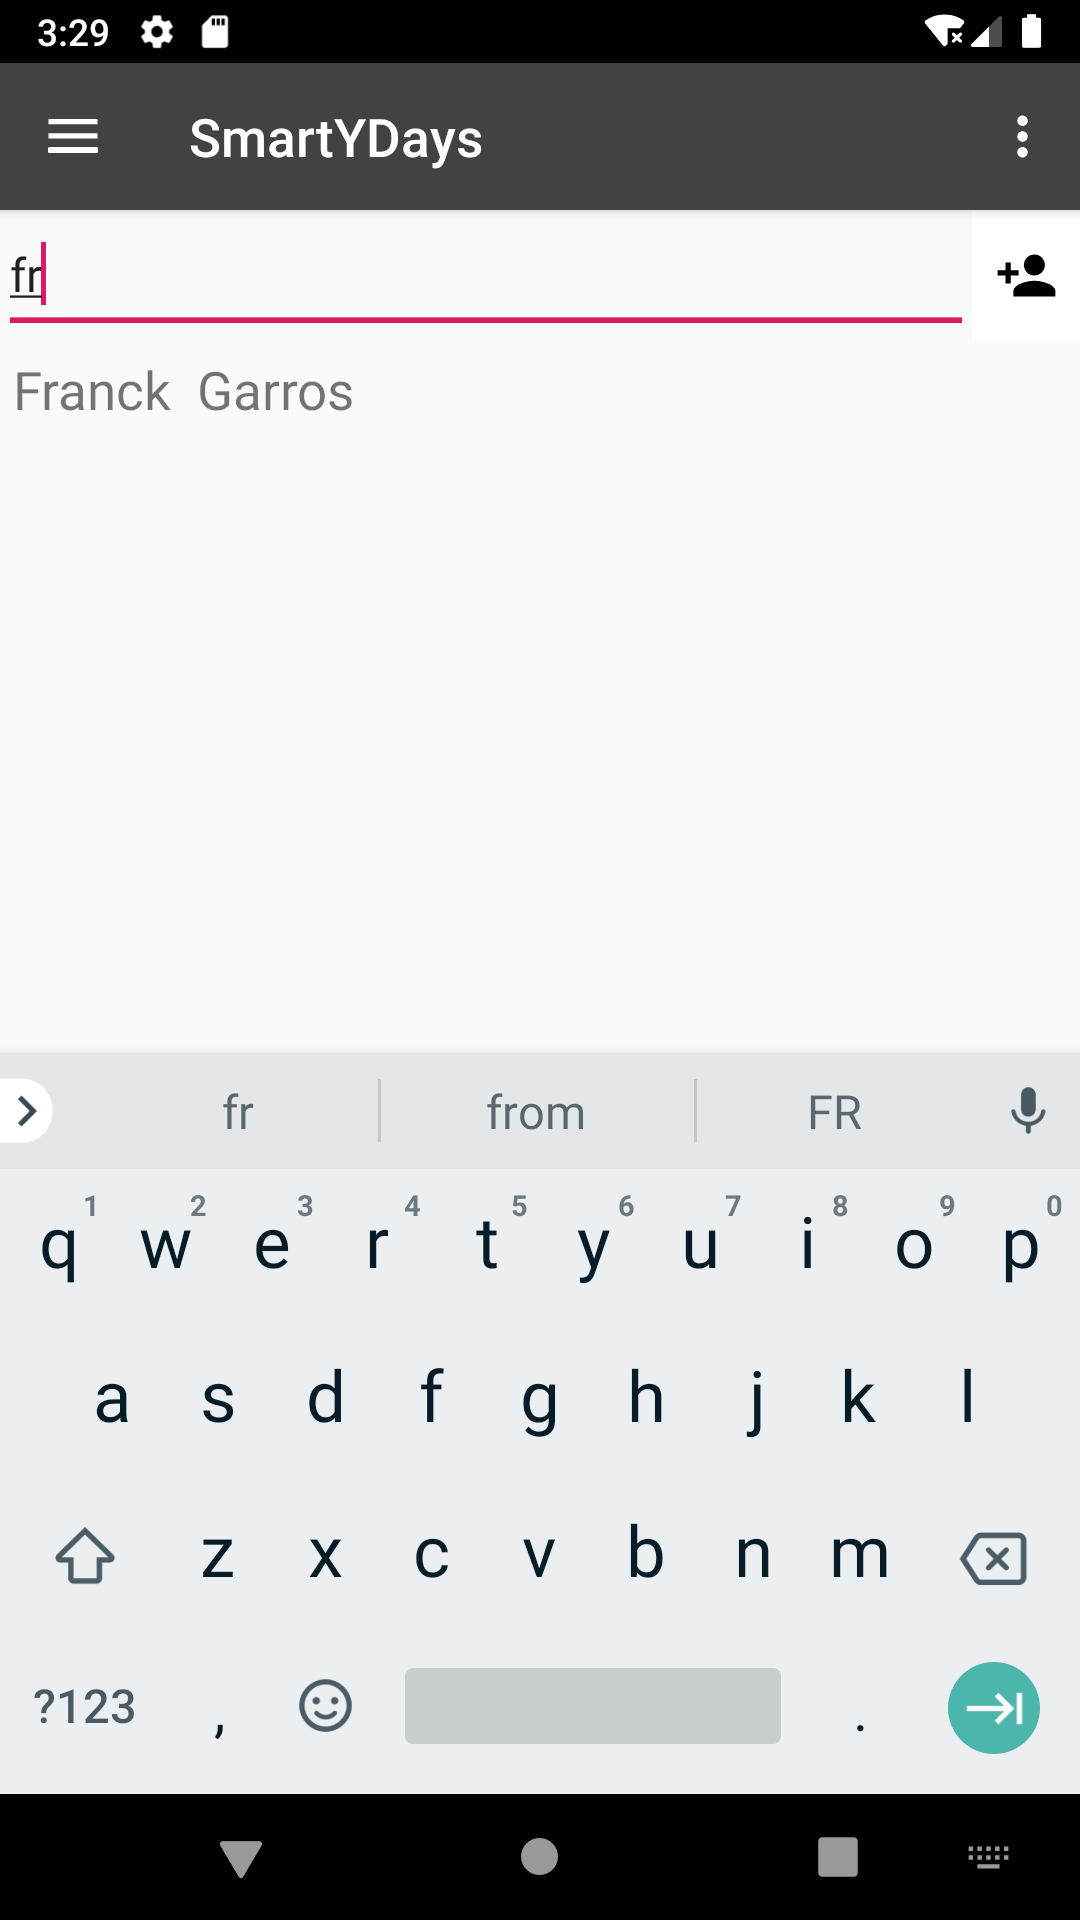 3:29
SmartYDays
fr
Franck Garros
fr from FR
1 2 3 4 5 6 7 8 9 0
q w e r t y u i o p
a s d f g h j k l
z x c v b n m
?123 , .